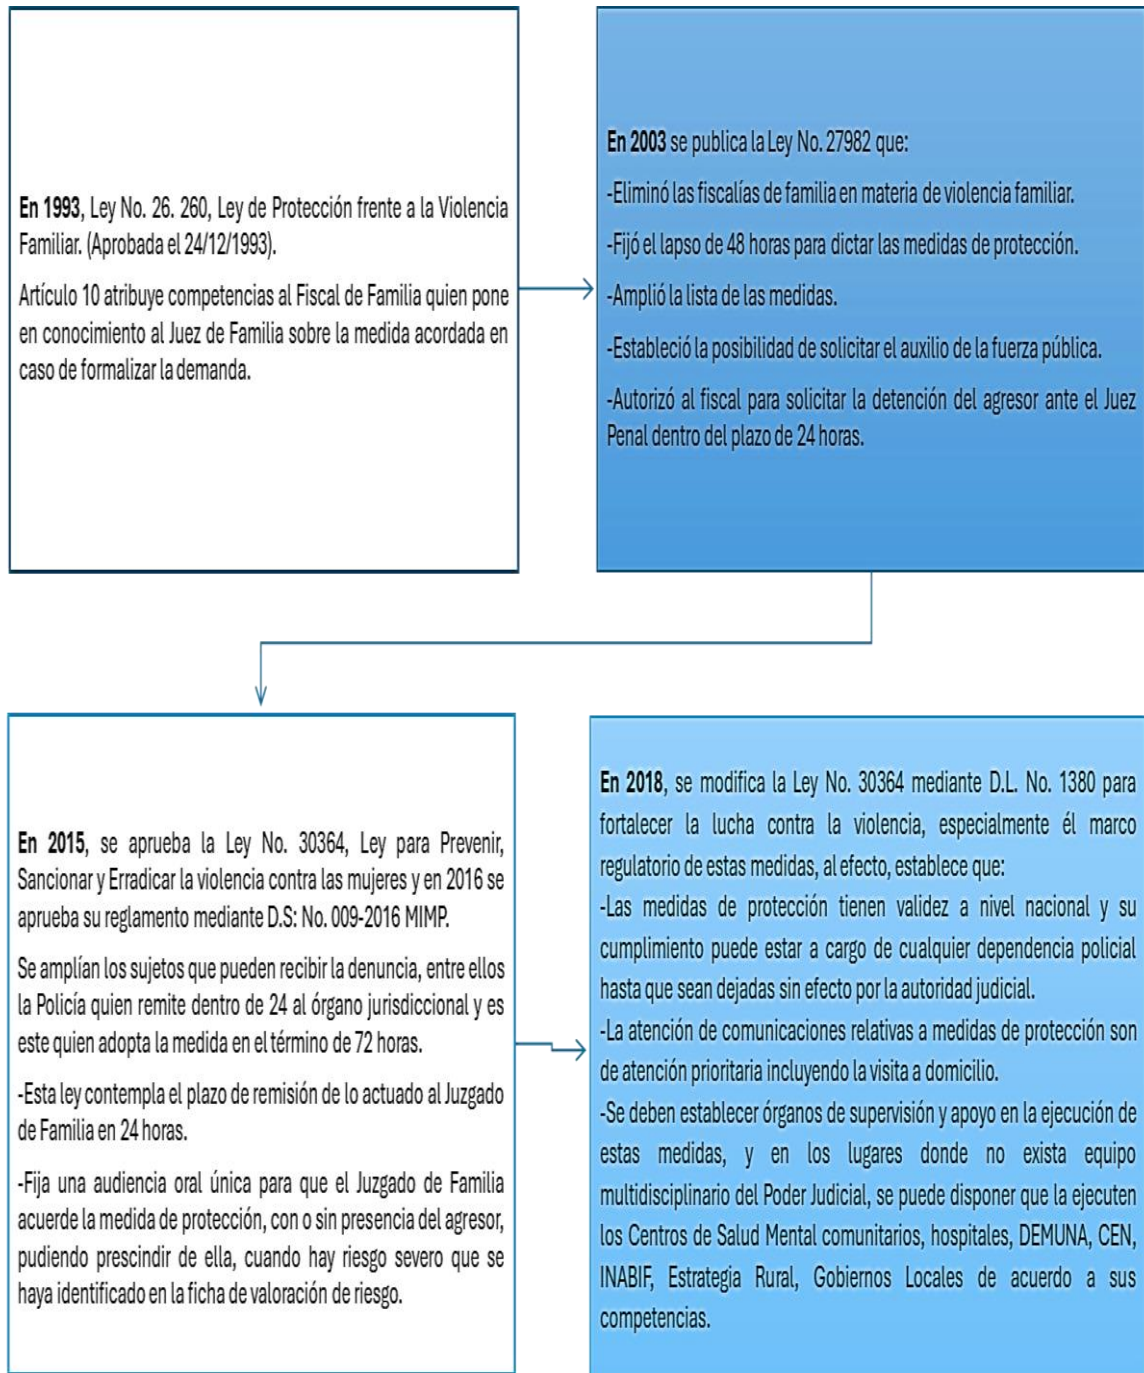 En 1993, Ley No. 26. 260, Ley de Protección frente a la Violencia
Familiar. (Aprobada el 24/12/1993).
Artículo 10 atribuye competencias al Fiscal de Familia quien pone
en conocimiento al Juez de Familia sobre la medida acordada en
caso de formalizar la demanda.
En 2003 se publica la Ley No. 27982 que:
-Eliminó las fiscalías de familia en materia de violencia familiar.
-Fijó el lapso de 48 horas para dictar las medidas de protección.
-Amplió la lista de las medidas.
-Estableció la posibilidad de solicitar el auxilio de la fuerza pública.
-Autorizó al fiscal para solicitar la detención del agresor ante el Juez
Penal dentro del plazo de 24 horas.
En 2015, se aprueba la Ley No. 30364, Ley para Prevenir,
Sancionar y Erradicar la violencia contra las mujeres y en 2016 se
aprueba su reglamento mediante D.S: No. 009-2016 MIMP.
Se amplían los sujetos que pueden recibir la denuncia, entre ellos
la Policía quien remite dentro de 24 al órgano jurisdiccional y es
este quien adopta la medida en el término de 72 horas.
-Esta ley contempla el plazo de remisión de lo actuado al Juzgado
de Familia en 24 horas.
-Fija una audiencia oral única para que el Juzgado de Familia
acuerde la medida de protección, con o sin presencia del agresor,
pudiendo prescindir de ella, cuando hay riesgo severo que se
haya identificado en la ficha de valoración de riesgo.
En 2018, se modifica la Ley No. 30364 mediante D.L. No. 1380 para
fortalecer la lucha contra la violencia, especialmente él marco
regulatorio de estas medidas, al efecto, establece que:
-Las medidas de protección tienen validez a nivel nacional y su
cumplimiento puede estar a cargo de cualquier dependencia policial
hasta que sean dejadas sin efecto por la autoridad judicial.
-La atención de comunicaciones relativas a medidas de protección son
de atención prioritaria incluyendo la visita a domicilio.
-Se deben establecer órganos de supervisión y apoyo en la ejecución de
estas medidas, y en los lugares donde no exista equipo
multidisciplinario del Poder Judicial, se puede disponer que la ejecuten
los Centros de Salud Mental comunitarios, hospitales, DEMUNA, CEN,
INABIF, Estrategia Rural, Gobiernos Locales de acuerdo a sus
competencias.